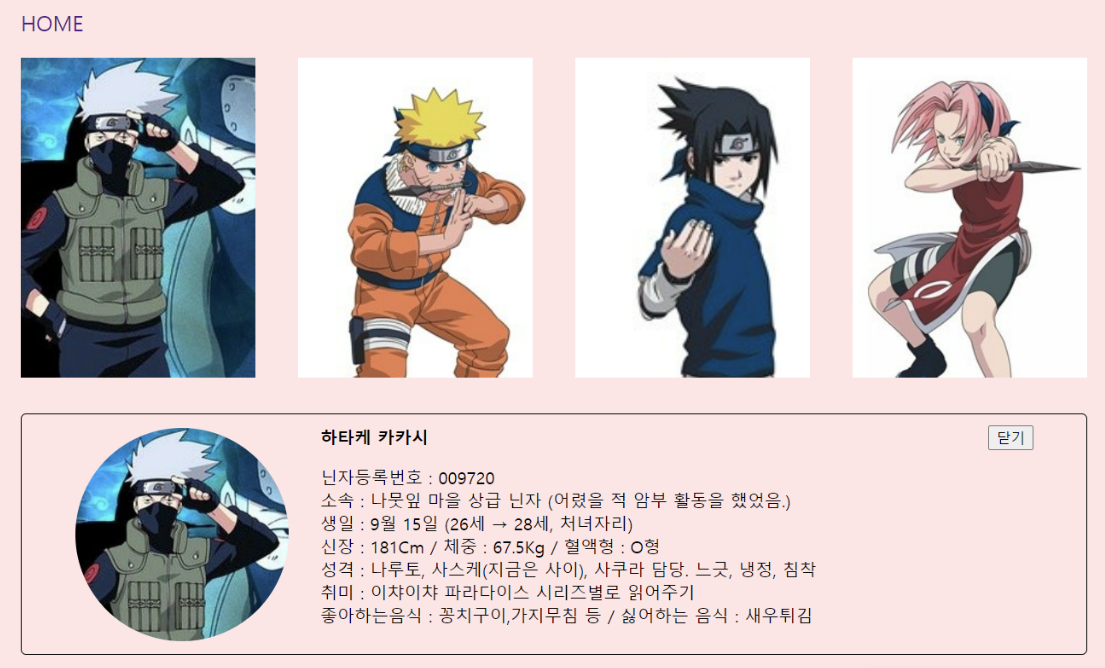 HOME
하타케 카카시
닫기
닌자등록번호 : 009720
소속 : 나뭇잎 마을 상급 닌자 (어렸을 적 암부 활동을 했었음.)
생일 : 9월 15일 (26세 → 28세, 처녀자리)
신장 : 181Cm / 체중 : 67.5Kg / 혈액형 : O형
성격 : 나루토, 사스케(지금은 사이), 사쿠라 담당. 느긋, 냉정, 침착
취미 : 이챠이챠 파라다이스 시리즈별로 읽어주기
좋아하는음식 : 꽁치구이,가지무침 등 / 싫어하는 음식 : 새우튀김